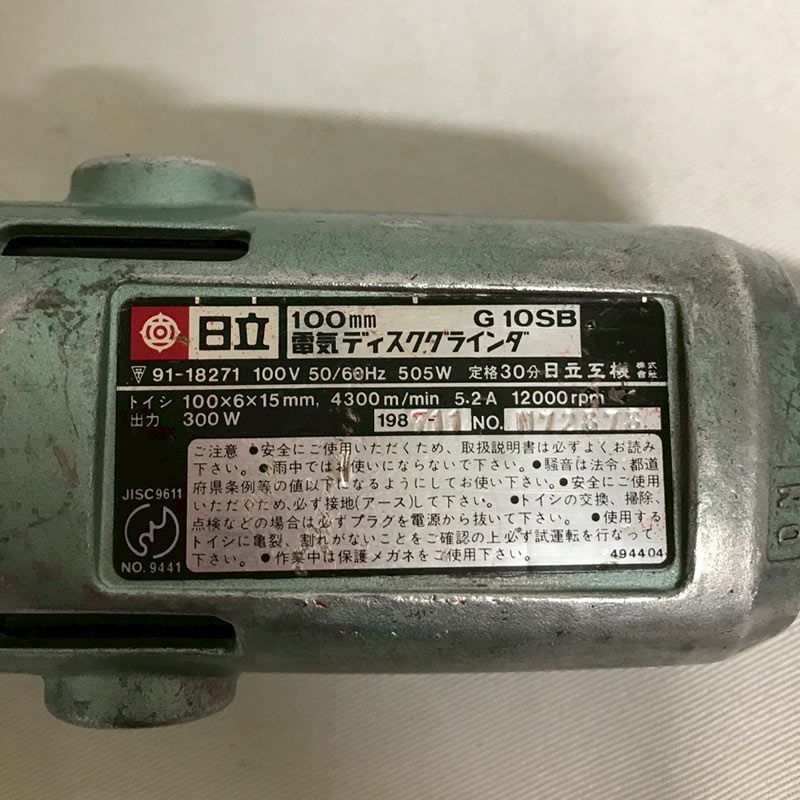 日立
100mm G 10SB
電気ディスクグラインダ
91-18271 100V 50/60Hz 505W 定格30分 日立工機 株式會社
トイシ 100×6×15mm, 4300m/min 5.2A 12000rpm
出力 300W 1987-11 NO.
ご注意 ●安全にご使用いただくため、取扱説明書は必ずよくお読み
下さい。●雨中ではお使いにならないで下さい。●騒音は法令、都道
府県条例等の値以下になるようにしてお使い下さい。●安全にご使用
いただくため、必ず接地(アース)して下さい。●トイシの交換、掃除、
点検などの場合は必ずプラグを電源から抜いて下さい。●使用する
トイシに亀裂、割れがないことをご確認の上必ず試運転を行なって
下さい。●作業中は保護メガネをご使用下さい。 494404
JISC9611
NO. 9441
NO